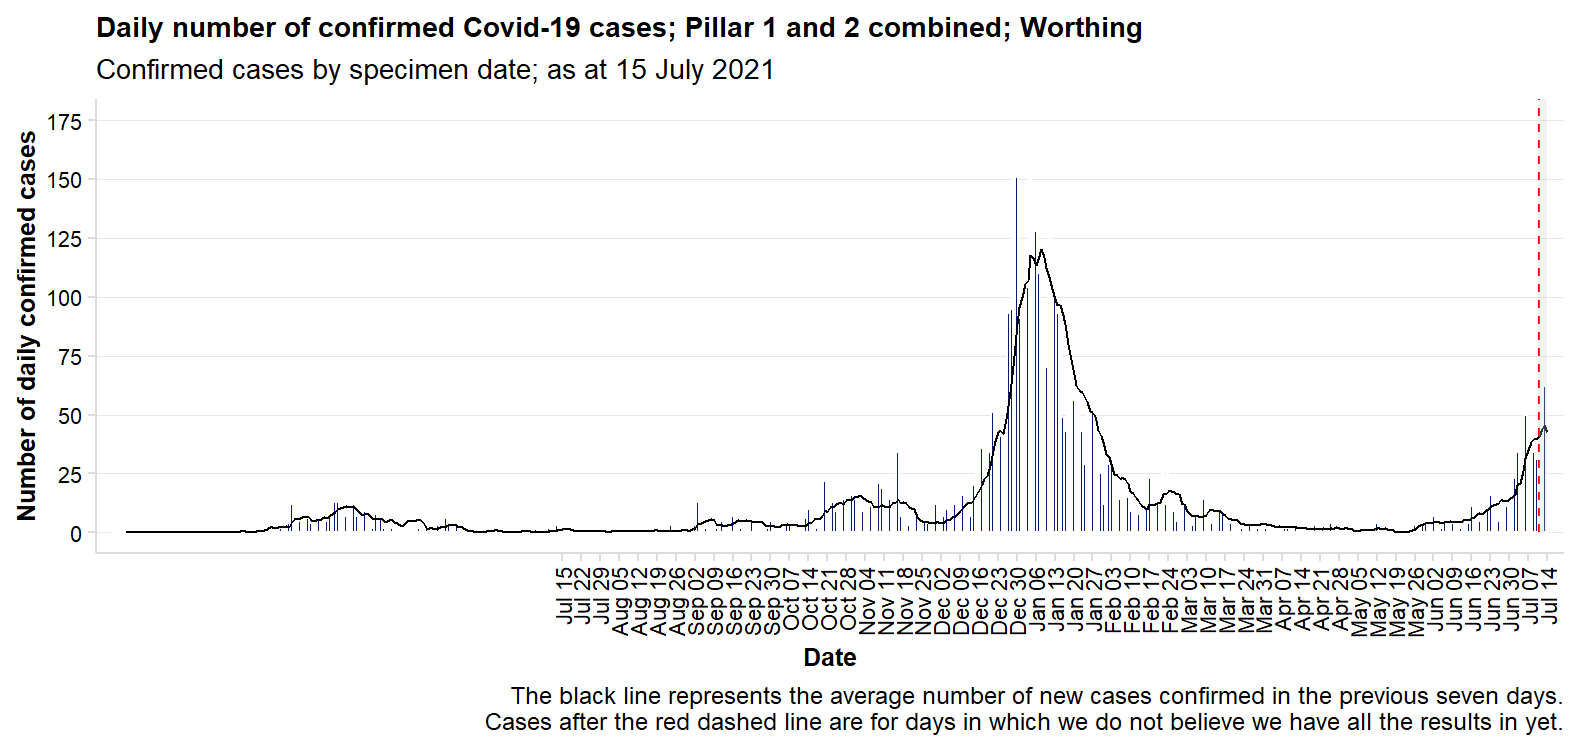 Daily number of confirmed Covid-19 cases; Pillar 1 and 2 combined; Worthing
Confirmed cases by specimen date; as at 15 July 2021
Number of daily confirmed cases
175
150
125
100
75
50
25
0
Jul 15
Jul 22
Jul 29
Aug 05
Aug 12
Aug 19
Aug 26
Sep 02
Sep 09
Sep 16
Sep 23
Sep 30
Oct 07
Oct 14
Oct 21
Oct 28
Nov 04
Nov 11
Nov 18
Nov 25
Dec 02
Dec 09
Dec 16
Dec 23
Dec 30
Jan 06
Jan 13
Jan 20
Jan 27
Feb 03
Feb 10
Feb 17
Feb 24
Mar 03
Mar 10
Mar 17
Mar 24
Mar 31
Apr 07
Apr 14
Apr 21
Apr 28
May 05
May 12
May 19
May 26
Jun 02
Jun 09
Jun 16
Jun 23
Jun 30
Jul 07
Jul 14
Date
The black line represents the average number of new cases confirmed in the previous seven days.
Cases after the red dashed line are for days in which we do not believe we have all the results in yet.